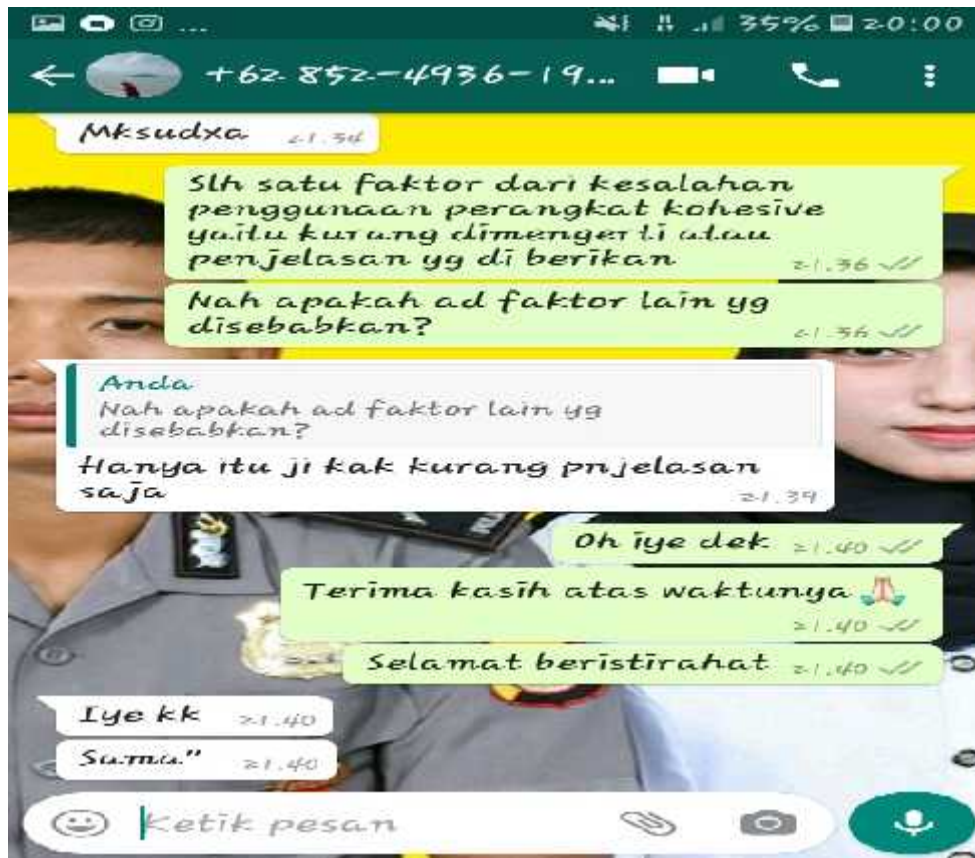 ... 35% 20:00
+62 852-4936-19...
Mksudxa 21.34
Slh satu faktor dari kesalahan
penggunaan perangkat kohesive
yaitu kurang dimengerti atau
penjelasan yg di berikan 21.36
Nah apakah ad faktor lain yg
disebabkan? 21.36
Anda
Nah apakah ad faktor lain yg
disebabkan?
Hanya itu ji kak kurang pnjelasan
saja 21.39
Oh iye dek 21.40
Terima kasih atas waktunya 🙏
21.40
Selamat beristirahat 21.40
Iye kk 21.40
Sama" 21.40
Ketik pesan